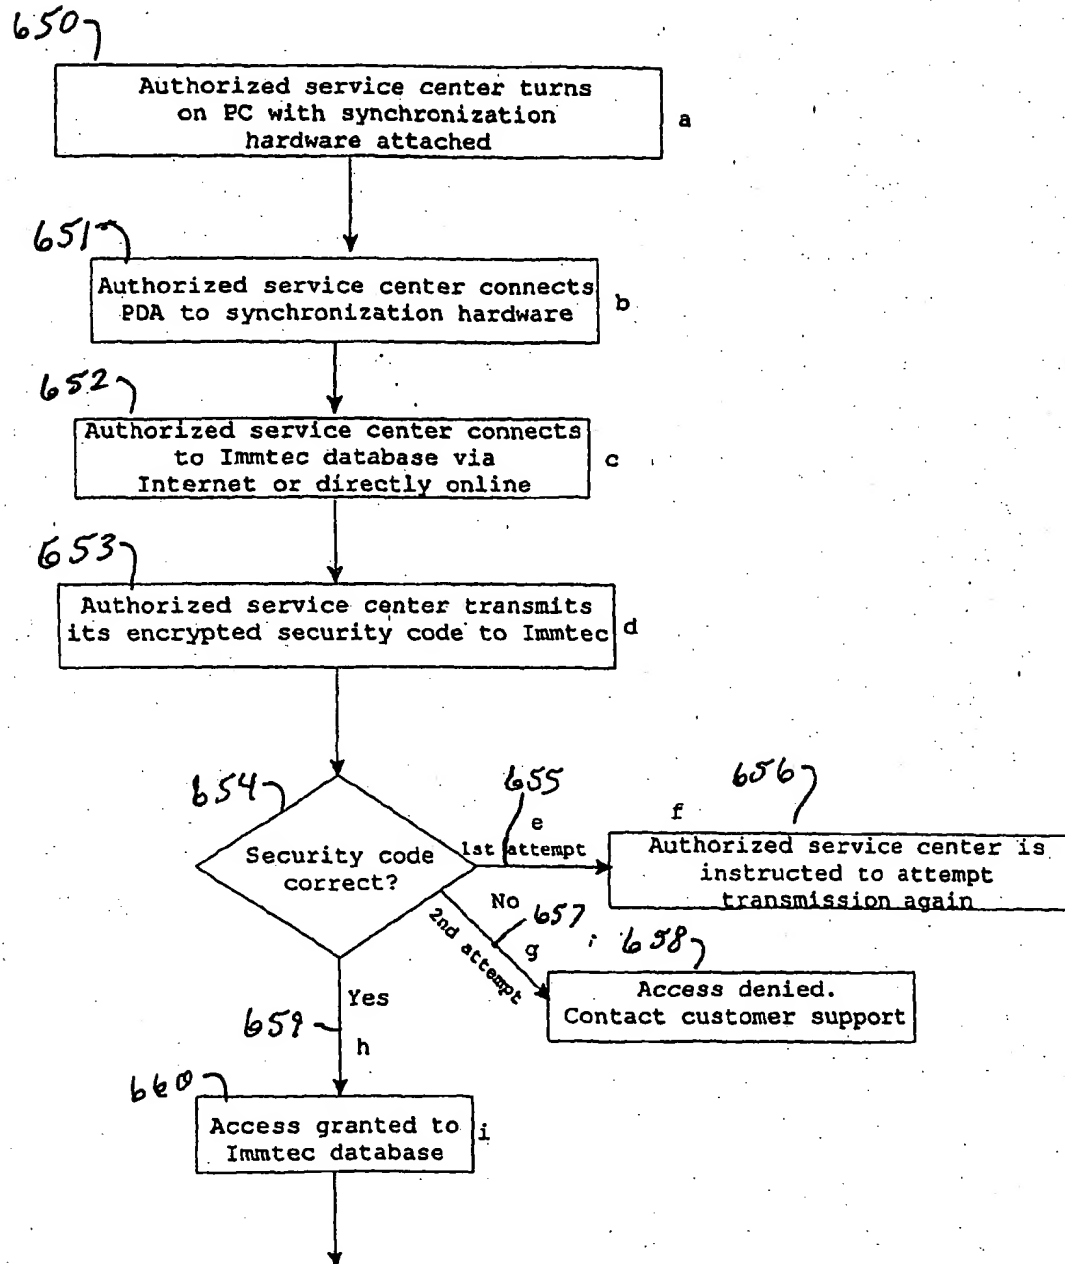 650
Authorized service center turns
on PC with synchronization
hardware attached
a
651
Authorized service center connects
PDA to synchronization hardware
b
652
Authorized service center connects
to Immtec database via
Internet or directly online
c
653
Authorized service center transmits
its encrypted security code to Immtec
d
654
Security code
correct?
655
e
1st attempt
656
f
Authorized service center is
instructed to attempt
transmission again
No
657
2nd attempt
g
658
Access denied.
Contact customer support
Yes
659
h
660
Access granted to
Immtec database
i